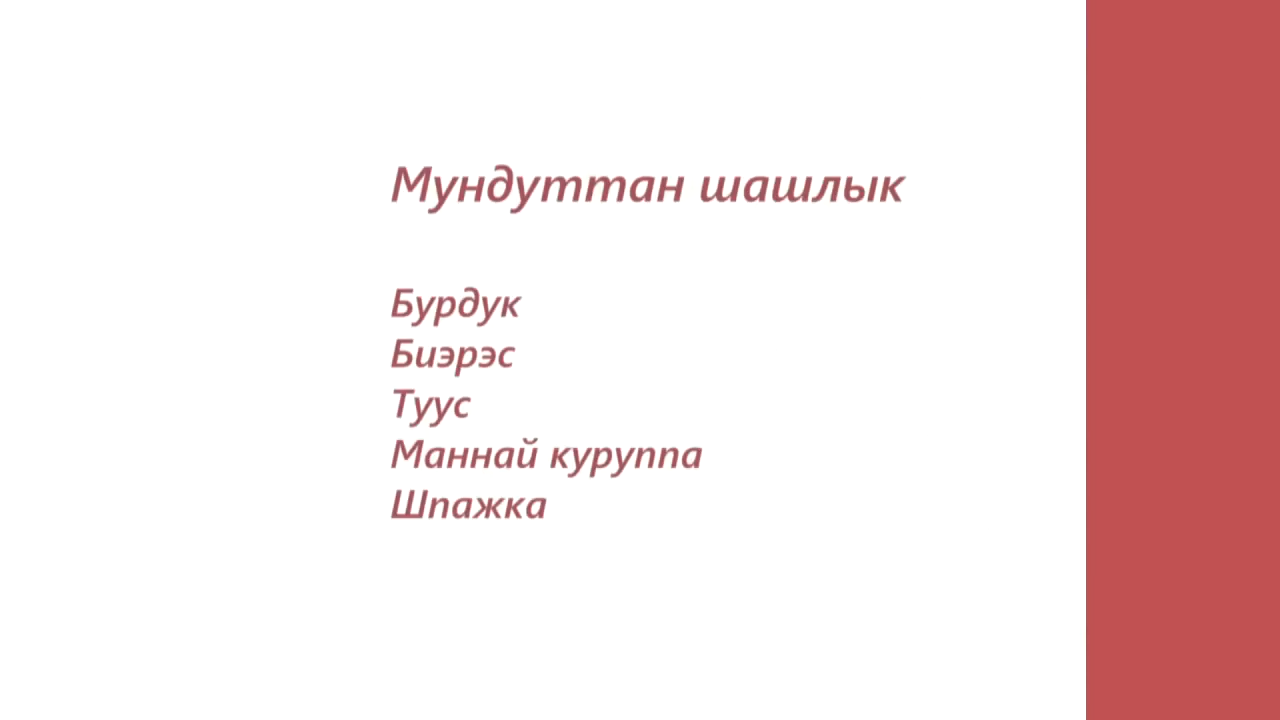 Мундуттан шашлык
Бурдук
Биэрэс
Туус
Маннай куруппа
Шпажка